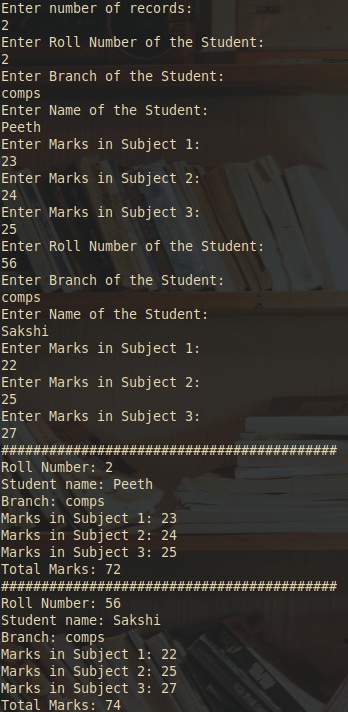 Enter number of records:
2
Enter Roll Number of the Student:
2
Enter Branch of the Student:
comps
Enter Name of the Student:
Peeth
Enter Marks in Subject 1:
23
Enter Marks in Subject 2:
24
Enter Marks in Subject 3:
25
Enter Roll Number of the Student:
56
Enter Branch of the Student:
comps
Enter Name of the Student:
Sakshi
Enter Marks in Subject 1:
22
Enter Marks in Subject 2:
25
Enter Marks in Subject 3:
27
##########################################
Roll Number: 2
Student name: Peeth
Branch: comps
Marks in Subject 1: 23
Marks in Subject 2: 24
Marks in Subject 3: 25
Total Marks: 72
##########################################
Roll Number: 56
Student name: Sakshi
Branch: comps
Marks in Subject 1: 22
Marks in Subject 2: 25
Marks in Subject 3: 27
Total Marks: 74